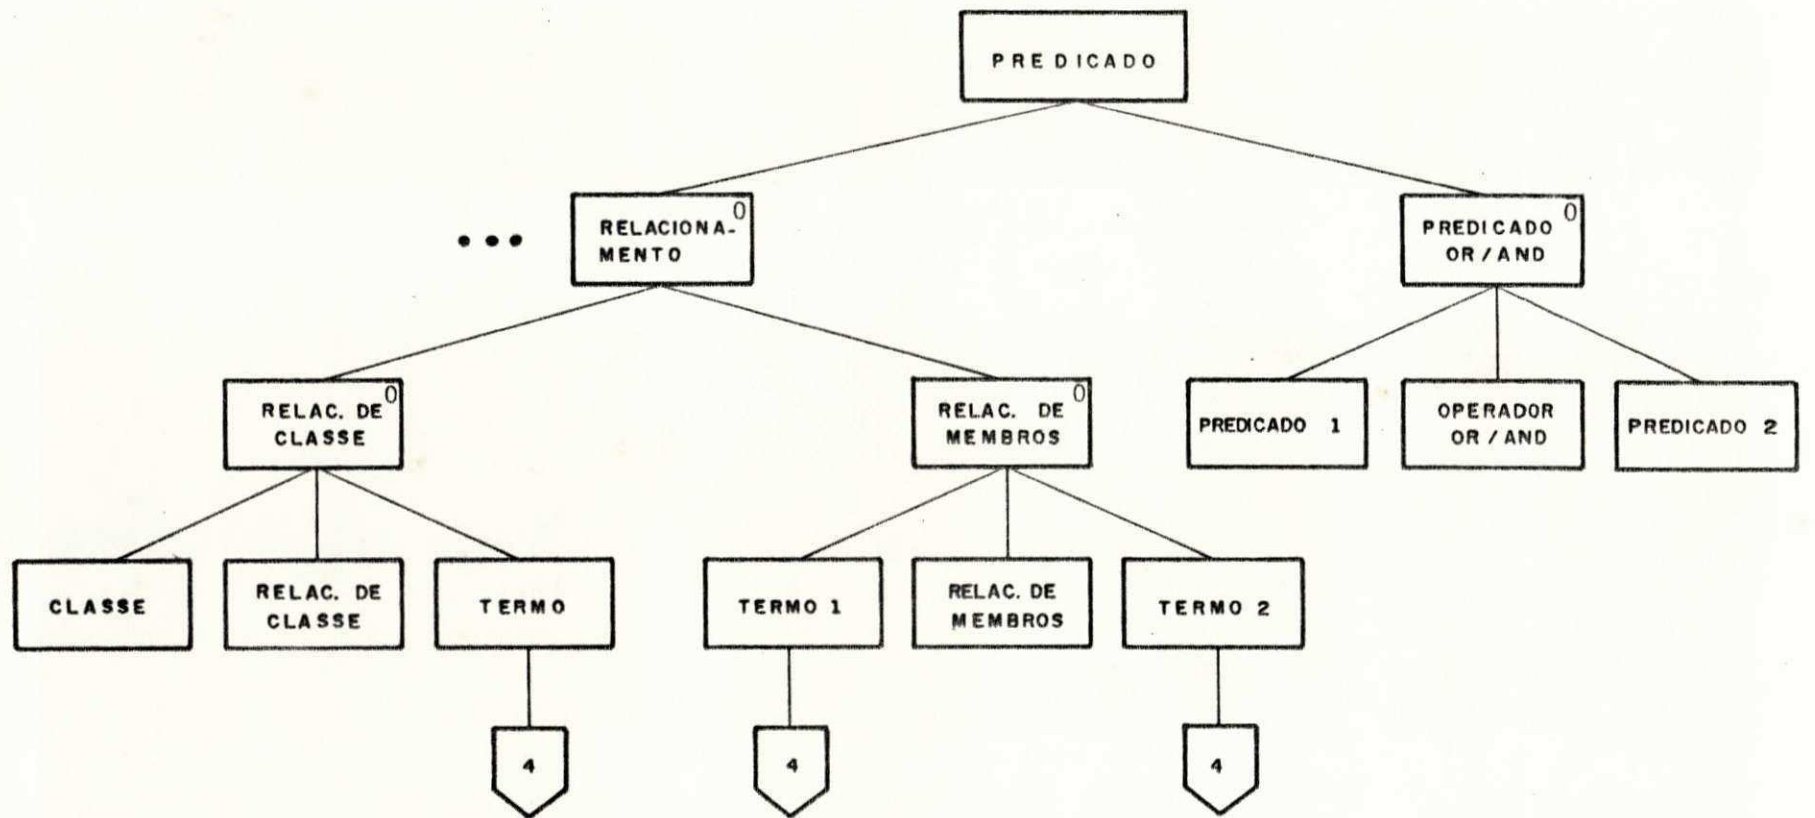 PREDICADO
...
RELACIONA-
MENTO
0
PREDICADO
OR/AND
0
RELAC. DE
CLASSE
0
RELAC. DE
MEMBROS
0
PREDICADO 1
OPERADOR
OR/AND
PREDICADO 2
CLASSE
RELAC. DE
CLASSE
TERMO
TERMO 1
RELAC. DE
MEMBROS
TERMO 2
4
4
4